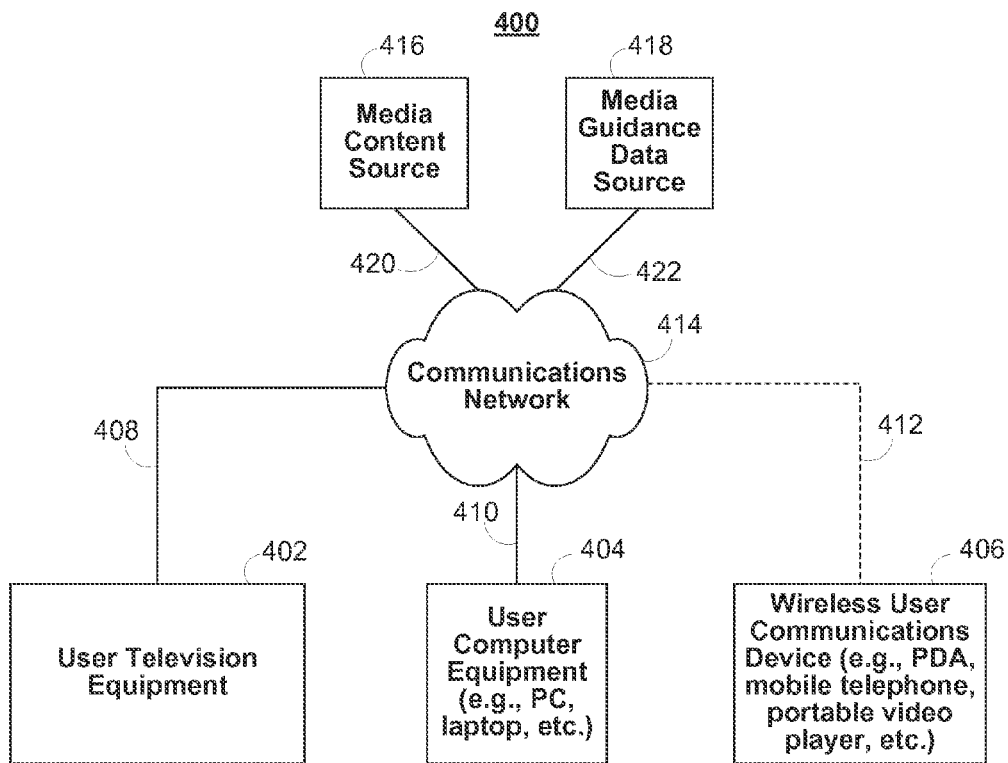 400
416
418
Media
Content
Source
Media
Guidance
Data
Source
420
422
414
Communications
Network
408
412
410
402
404
406
User Television
Equipment
User
Computer
Equipment
(e.g., PC,
laptop, etc.)
Wireless User
Communications
Device (e.g., PDA,
mobile telephone,
portable video
player, etc.)